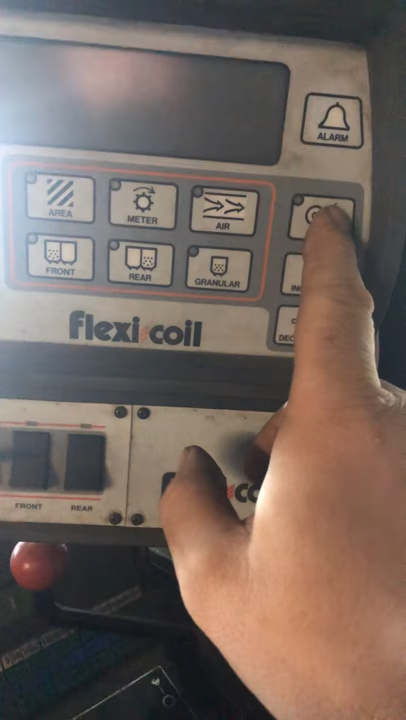 ALARM
AREA
METER
AIR
FRONT
REAR
GRANULAR
flexi coil
FRONT
REAR